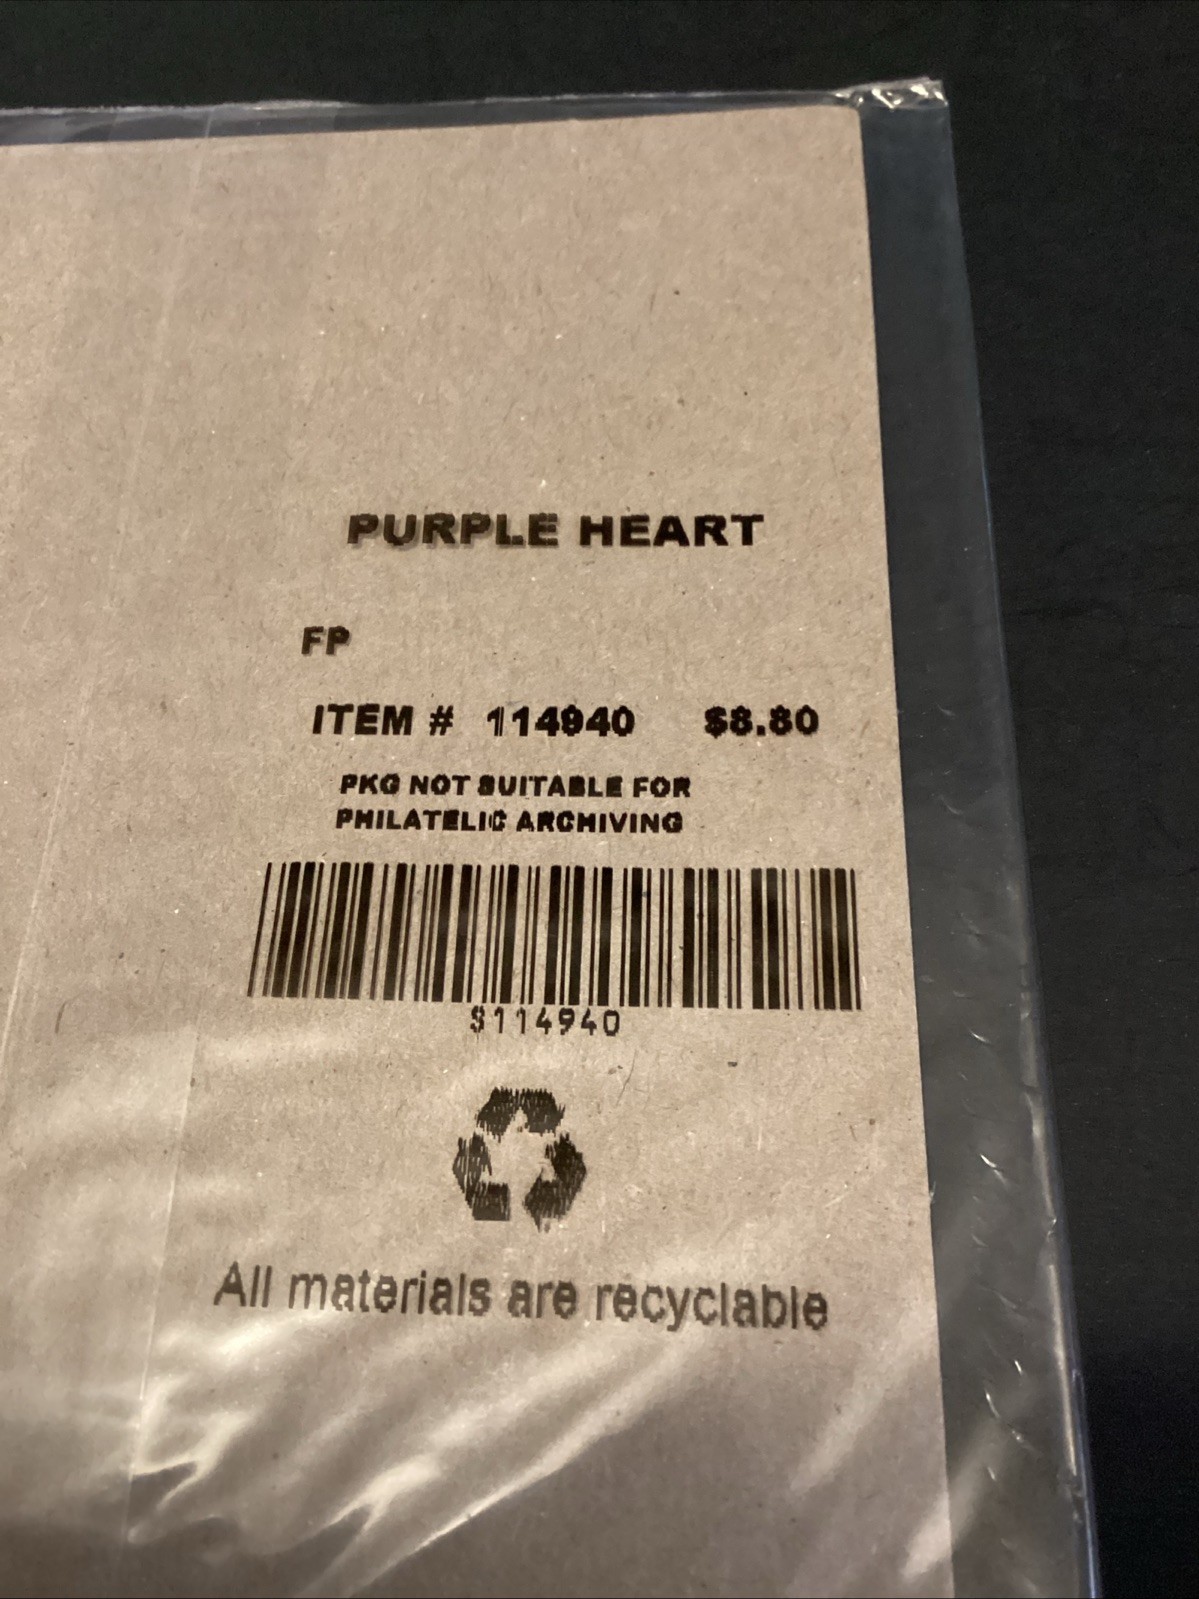 PURPLE HEART
FP
ITEM # 114940 $8.80
PKG NOT SUITABLE FOR
PHILATELIC ARCHIVING
S114940
All materials are recyclable